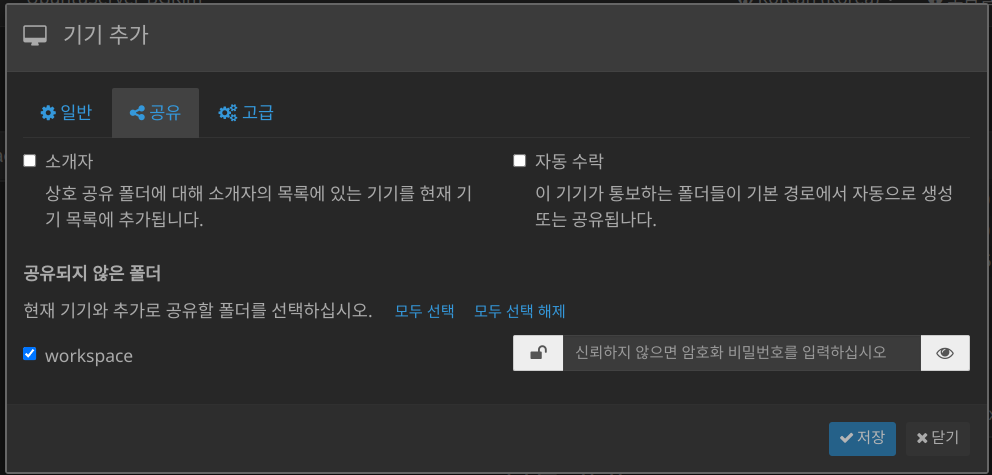 기기 추가
일반 공유 고급
소개자
상호 공유 폴더에 대해 소개자의 목록에 있는 기기를 현재 기
기 목록에 추가됩니다.
자동 수락
이 기기가 통보하는 폴더들이 기본 경로에서 자동으로 생성
또는 공유됩나다.
공유되지 않은 폴더
현재 기기와 추가로 공유할 폴더를 선택하십시오. 모두 선택 모두 선택 해제
workspace 신뢰하지 않으면 암호화 비밀번호를 입력하십시오
저장 닫기